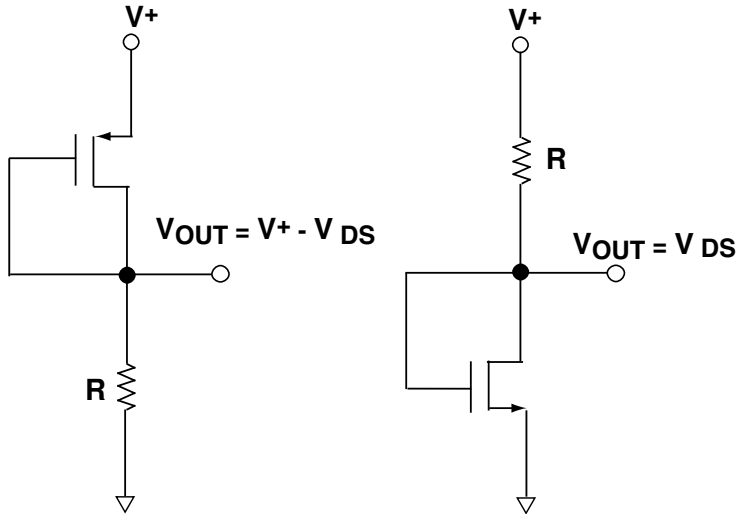 V+
V+
R
VOUT = V+ - V DS
VOUT = V DS
R